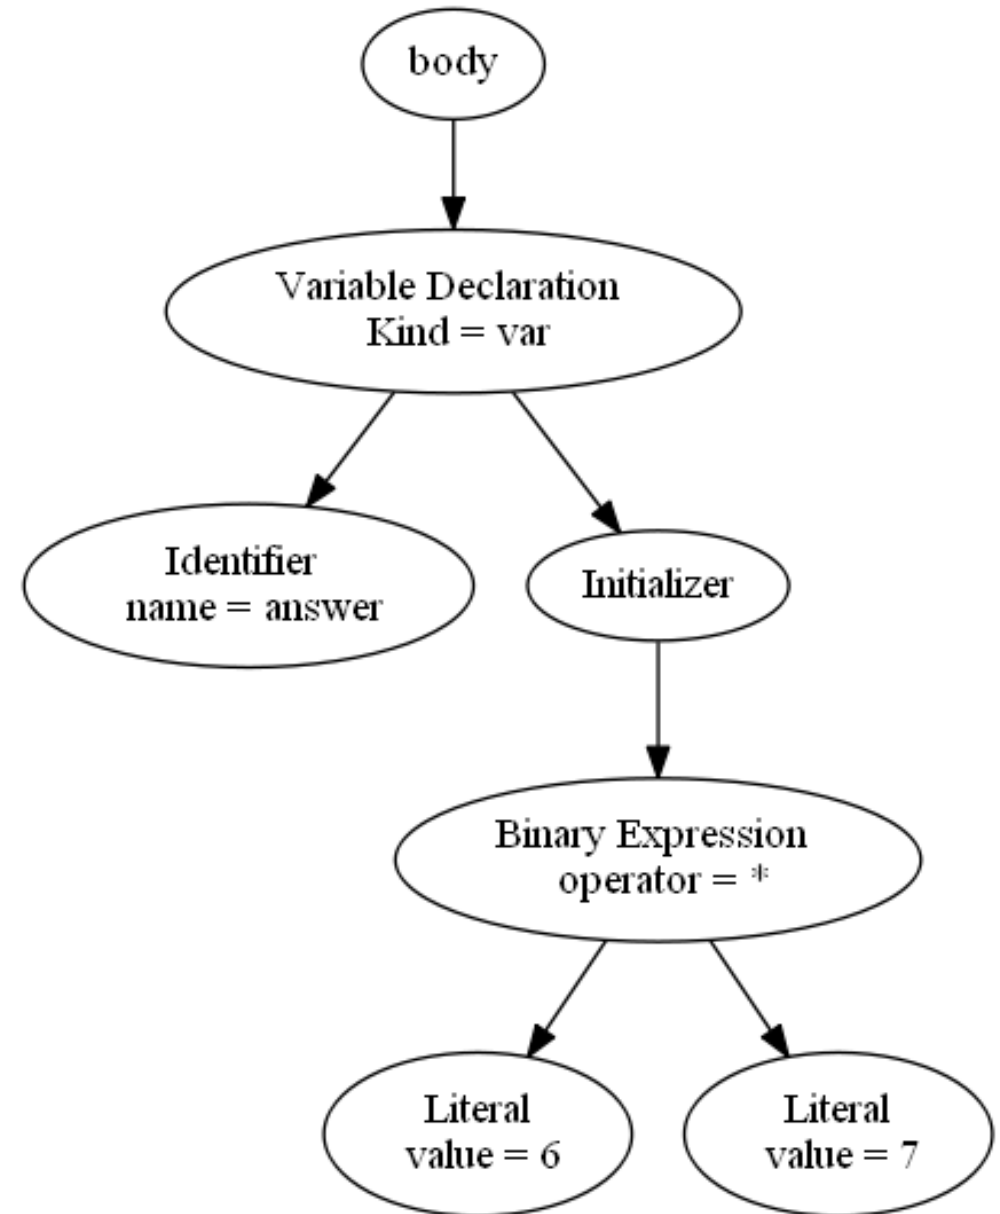 body
Variable Declaration
Kind = var
Identifier
name = answer
Initializer
Binary Expression
operator = *
Literal
value = 6
Literal
value = 7